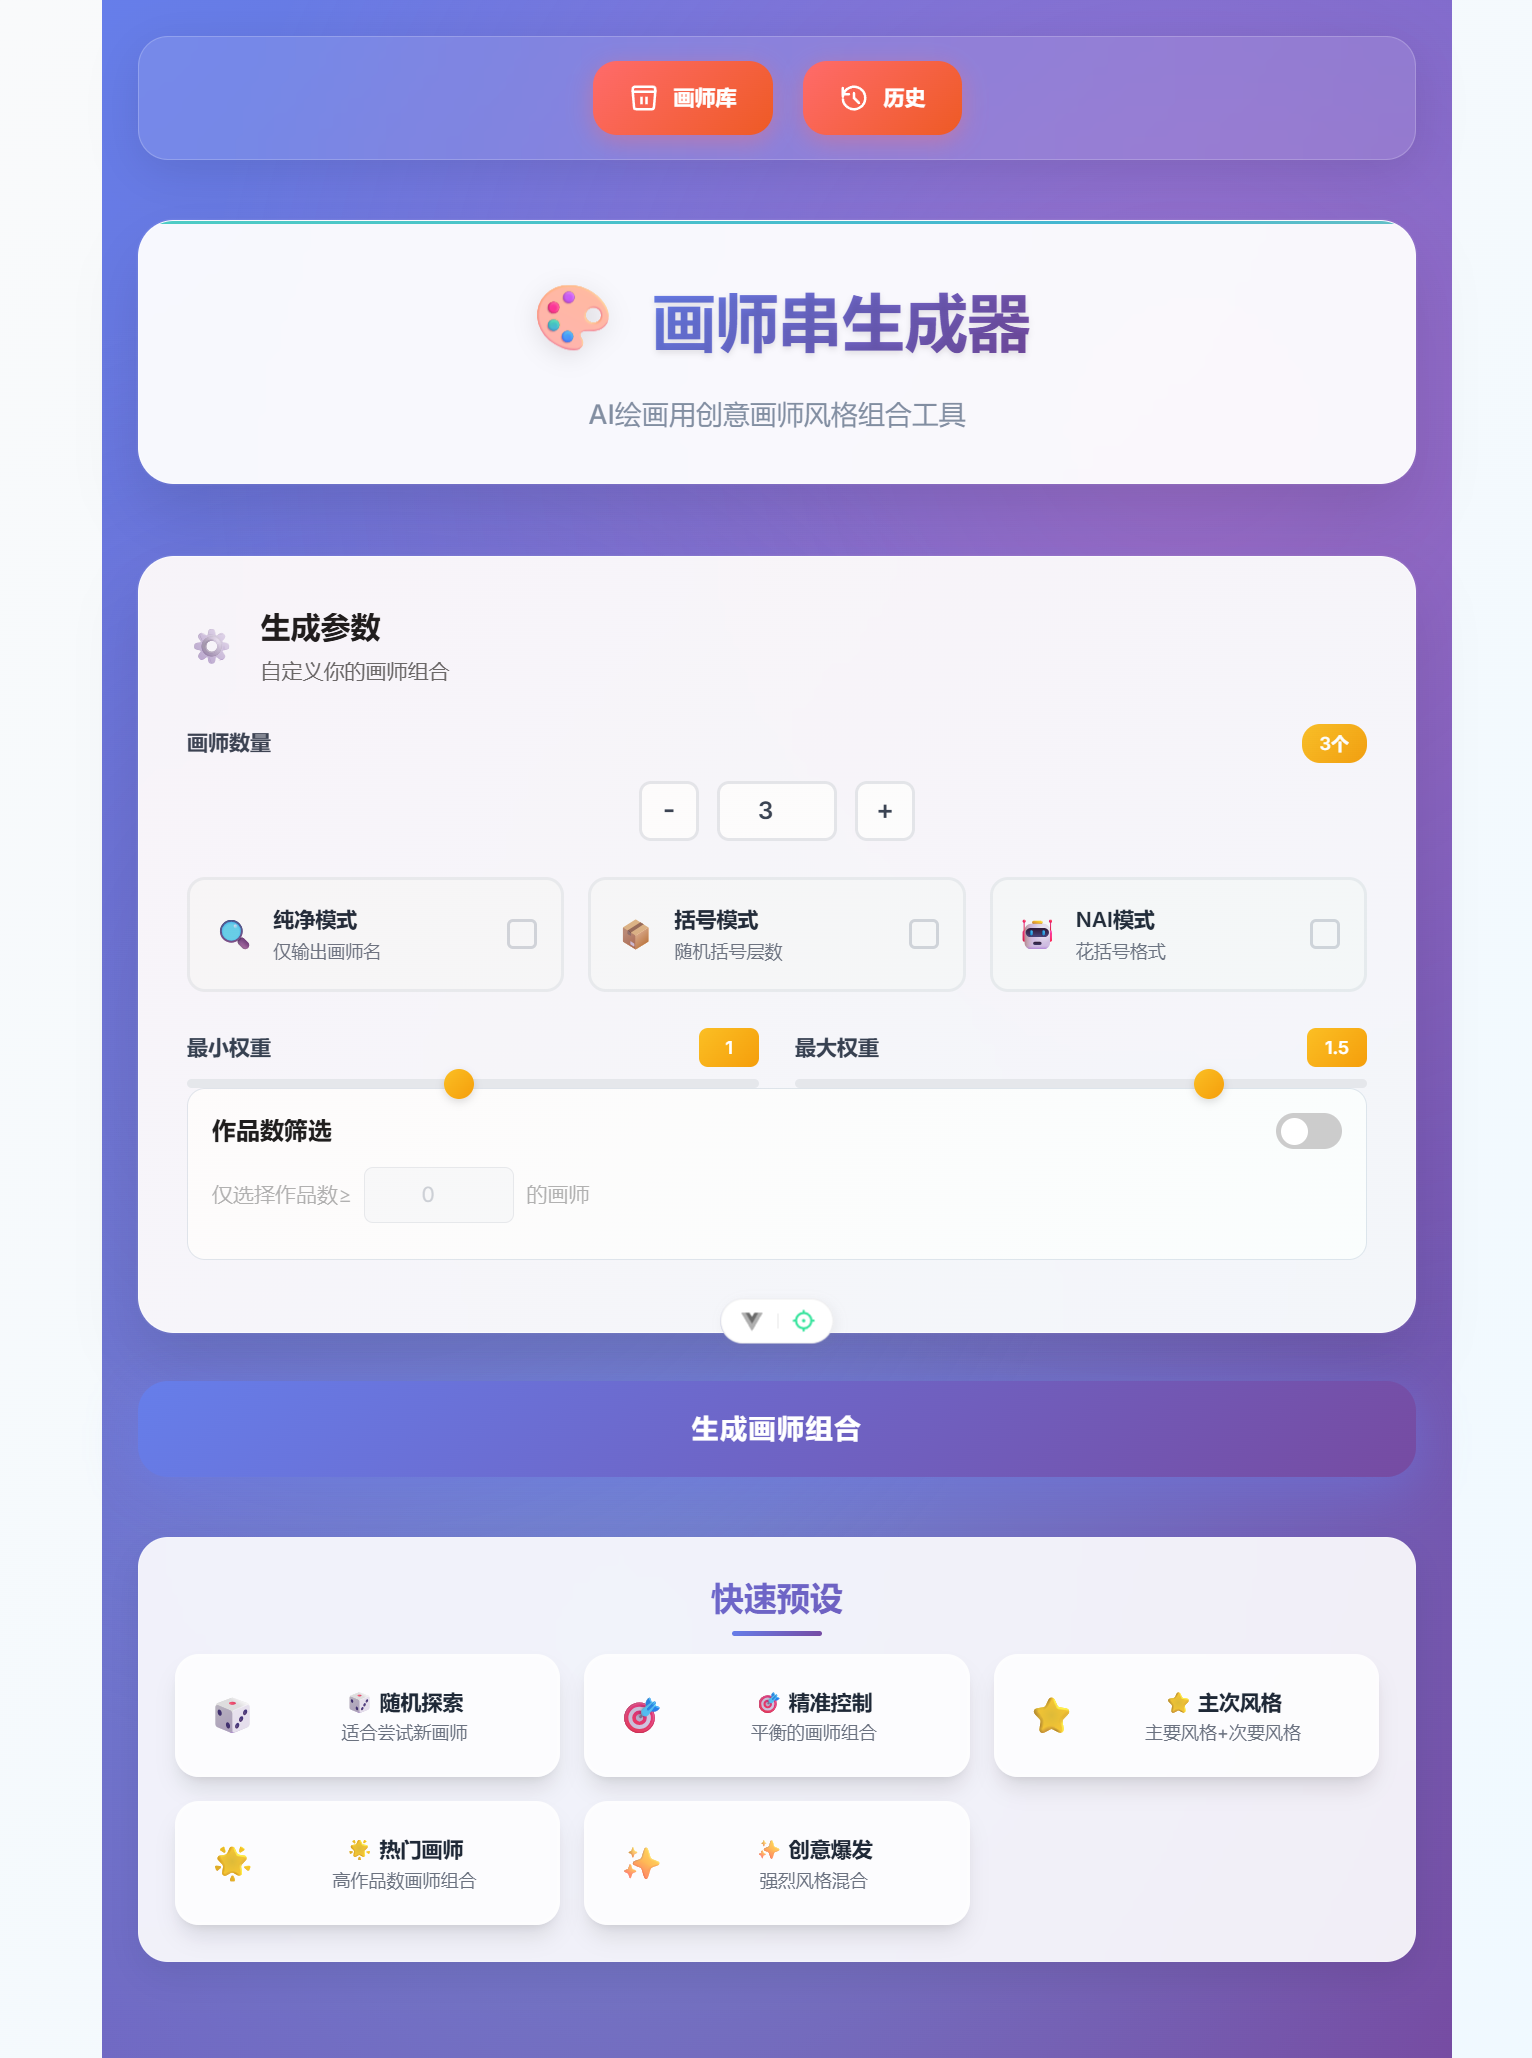 画师库
历史
画师串生成器
AI绘画用创意画师风格组合工具
生成参数
自定义你的画师组合
画师数量
3个
-
3
+
纯净模式
仅输出画师名
括号模式
随机括号层数
NAI模式
花括号格式
最小权重
1
最大权重
1.5
作品数筛选
仅选择作品数≥
0
的画师
生成画师组合
快速预设
随机探索
适合尝试新画师
精准控制
平衡的画师组合
主次风格
主要风格+次要风格
热门画师
高作品数画师组合
创意爆发
强烈风格混合